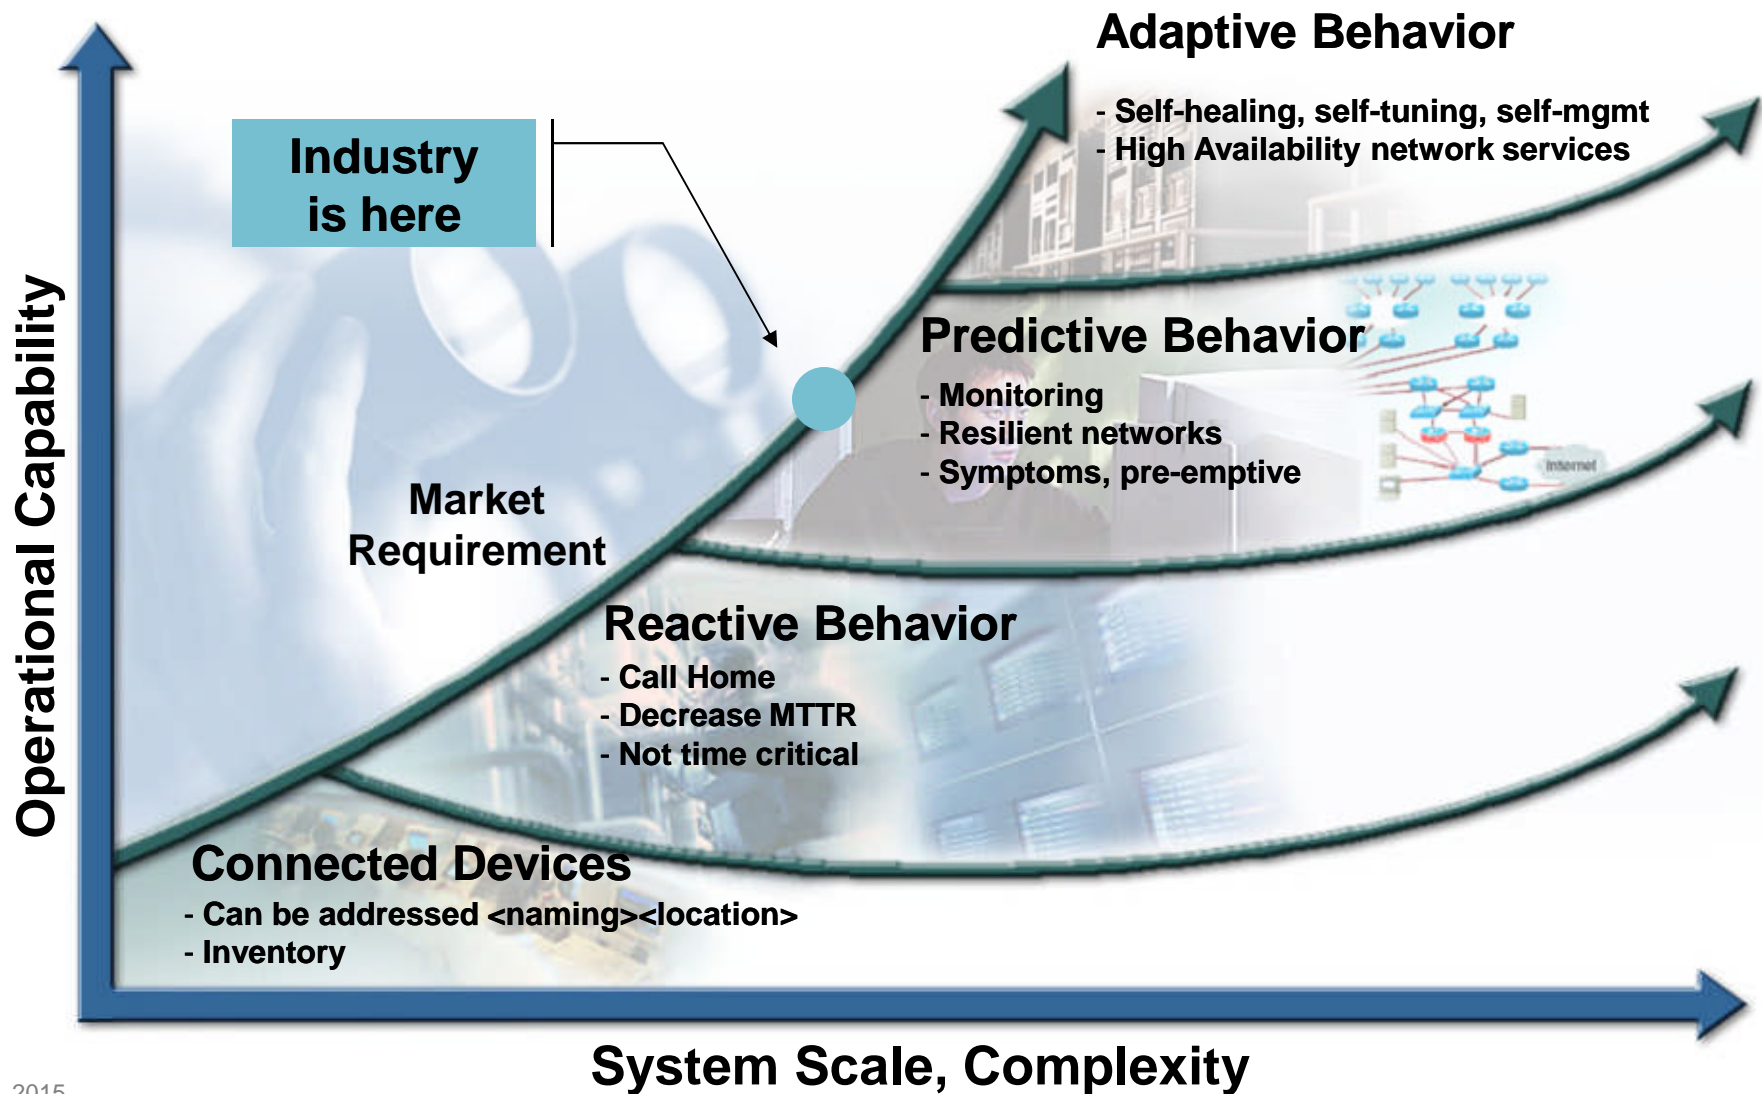 Adaptive Behavior
- Self-healing, self-tuning, self-mgmt
- High Availability network services
Industry
is here
Predictive Behavior
- Monitoring
- Resilient networks
- Symptoms, pre-emptive
Internet
Market
Requirement
Reactive Behavior
- Call Home
- Decrease MTTR
- Not time critical
Connected Devices
- Can be addressed <naming><location>
- Inventory
Operational Capability
System Scale, Complexity
2015